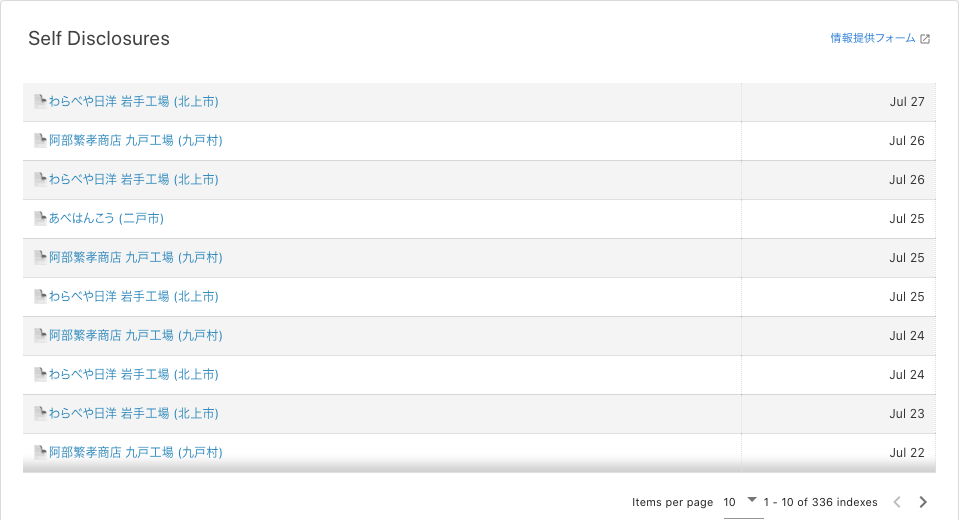 Self Disclosures
情報提供フォーム
わらべや日洋 岩手工場 (北上市) Jul 27
阿部繁孝商店 九戸工場 (九戸村) Jul 26
わらべや日洋 岩手工場 (北上市) Jul 26
あべはんこう (二戸市) Jul 25
阿部繁孝商店 九戸工場 (九戸村) Jul 25
わらべや日洋 岩手工場 (北上市) Jul 25
阿部繁孝商店 九戸工場 (九戸村) Jul 24
わらべや日洋 岩手工場 (北上市) Jul 24
わらべや日洋 岩手工場 (北上市) Jul 23
阿部繁孝商店 九戸工場 (九戸村) Jul 22
Items per page 10 1 - 10 of 336 indexes